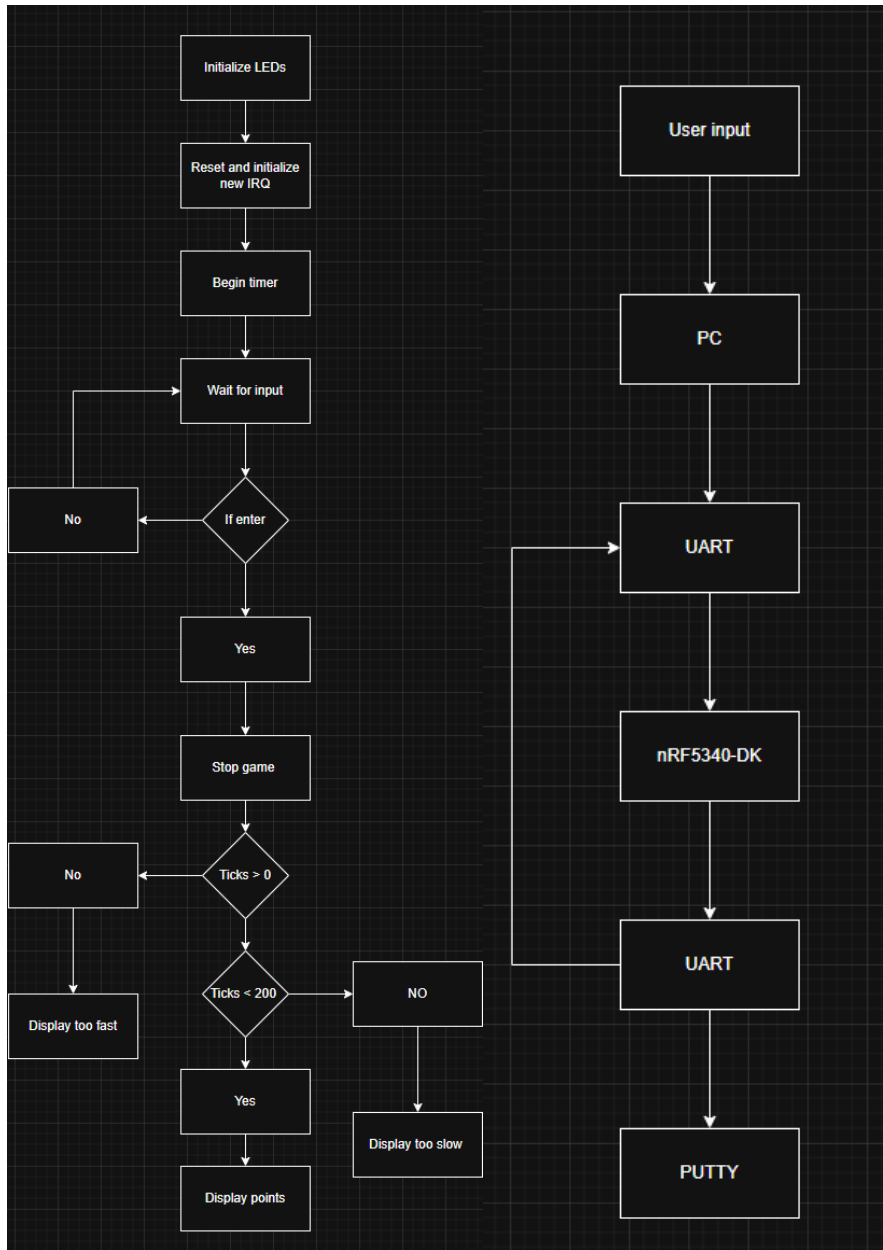 Initialize LEDs
Reset and initialize
new IRQ
Begin timer
Wait for input
No
If enter
Yes
Stop game
No
Ticks > 0
Ticks < 200
NO
Display too fast
Yes
Display too slow
Display points
User input
PC
UART
nRF5340-DK
UART
PUTTY